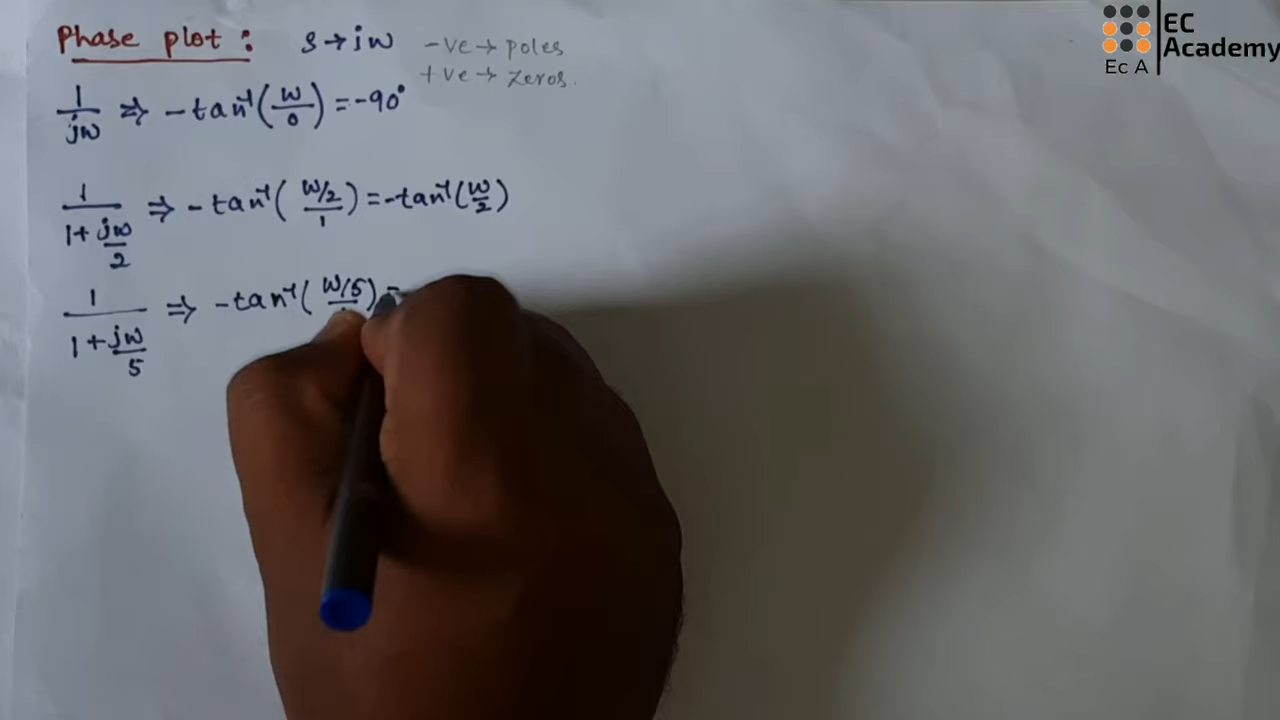 Phase plot : s→jw -ve→poles
+ve→zeros.
1/jw ⇒ -tan⁻¹(w/0) = -90°
1/(1+jw/2) ⇒ -tan⁻¹((w/2)/1) = -tan⁻¹(w/2)
1/(1+jw/5) ⇒ -tan⁻¹(w/5) =
EC
Academy
Ec A